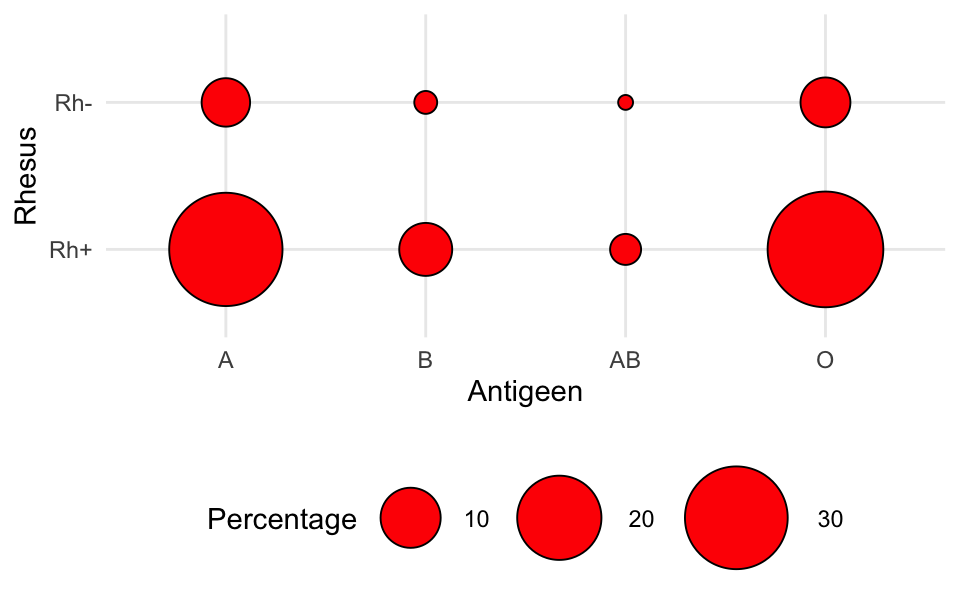 Rhesus
Rh-
Rh+
A B AB O
Antigeen
Percentage 10 20 30